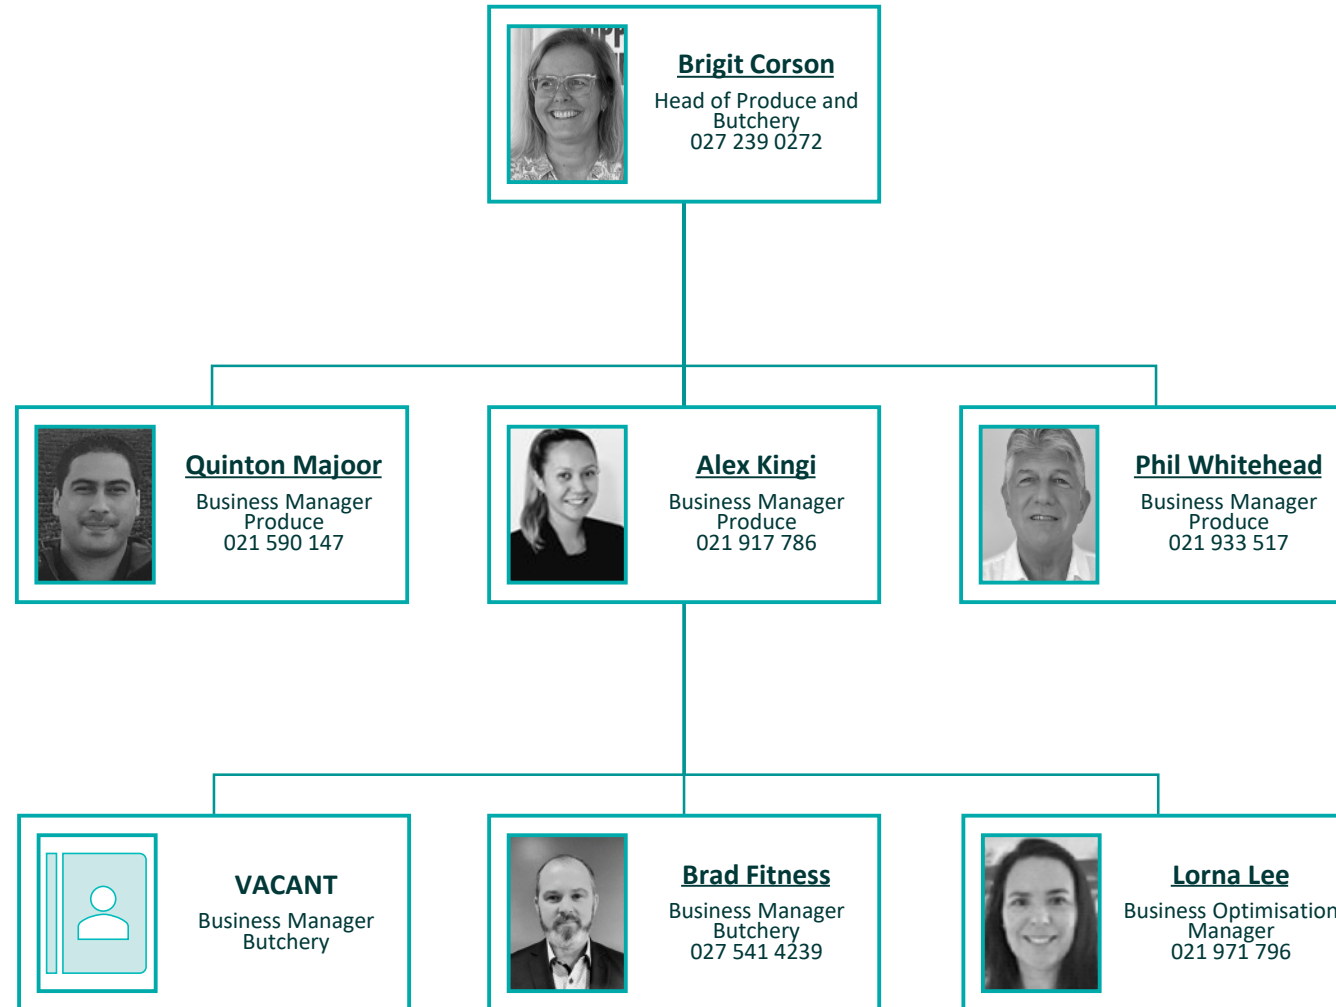 Brigit Corson
Head of Produce and
Butchery
027 239 0272
Quinton Majoor
Business Manager
Produce
021 590 147
Alex Kingi
Business Manager
Produce
021 917 786
Phil Whitehead
Business Manager
Produce
021 933 517
VACANT
Business Manager
Butchery
Brad Fitness
Business Manager
Butchery
027 541 4239
Lorna Lee
Business Optimisation
Manager
021 971 796